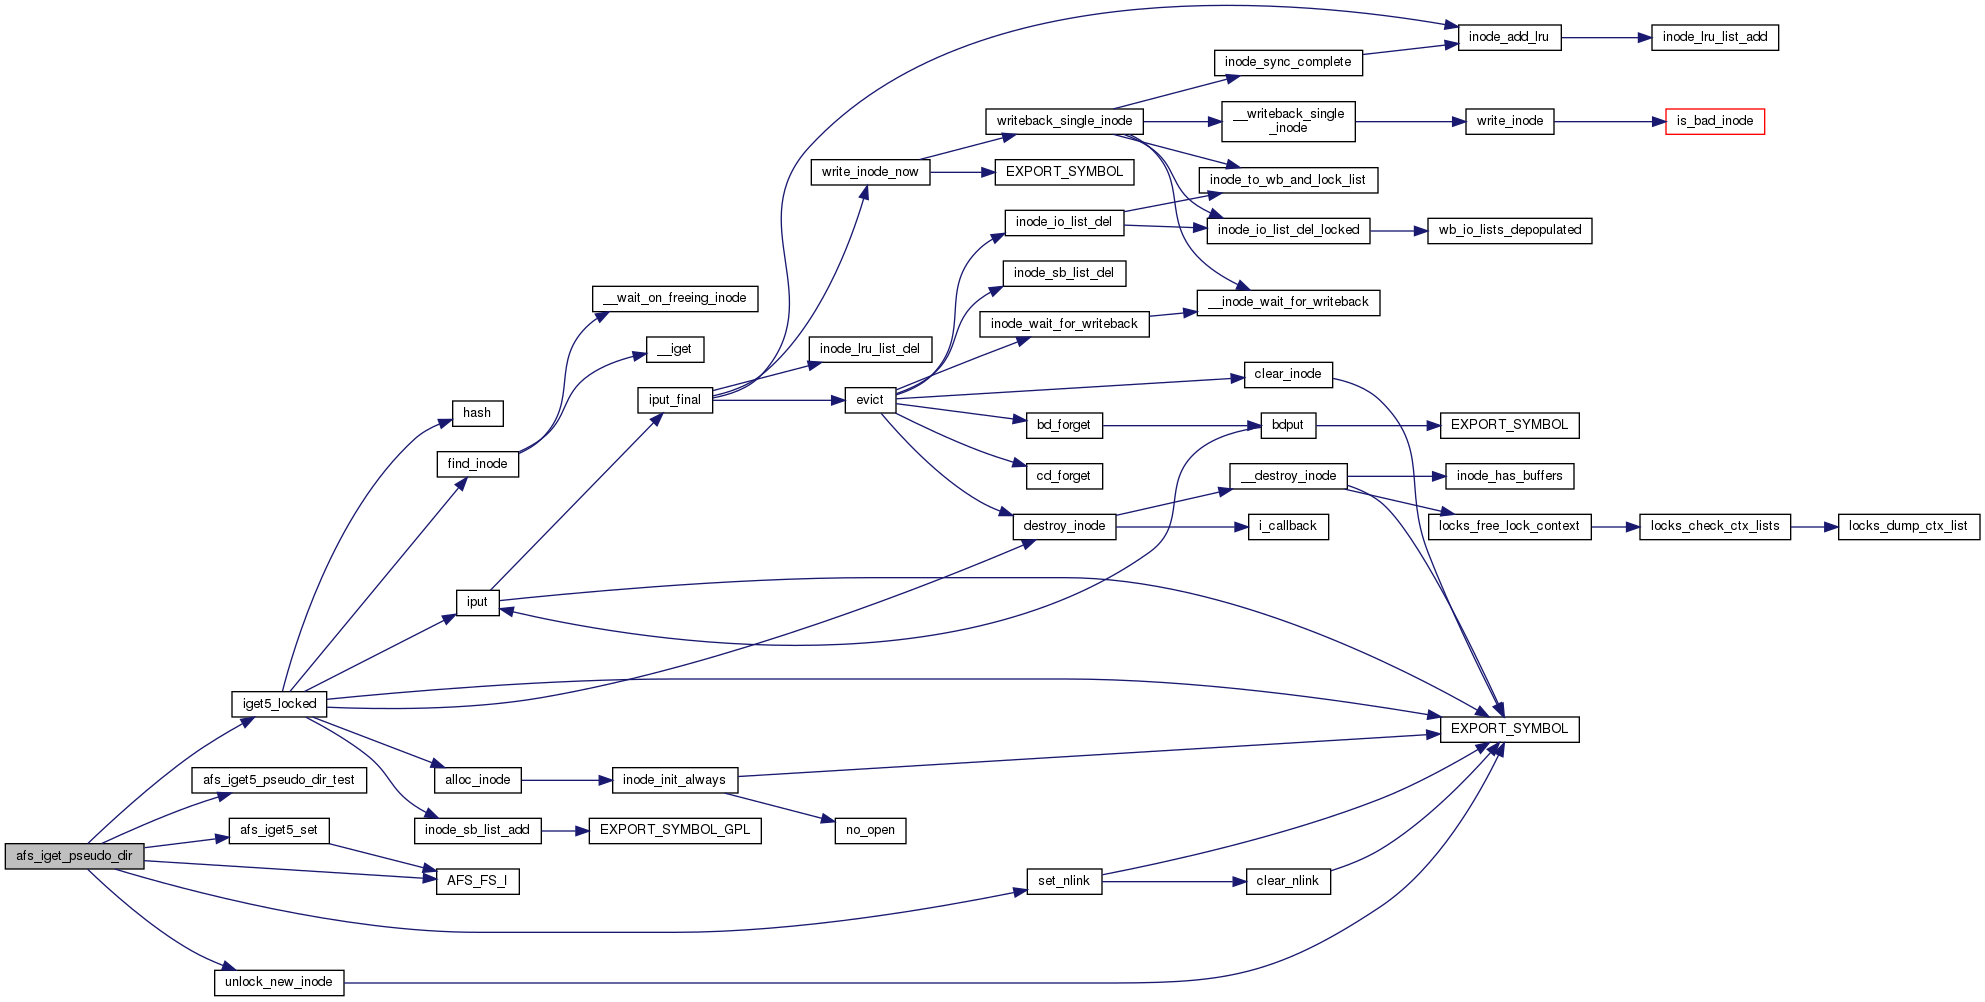 inode_add_lru
inode_lru_list_add
inode_sync_complete
writeback_single_inode
__writeback_single
_inode
write_inode
is_bad_inode
write_inode_now
EXPORT_SYMBOL
inode_to_wb_and_lock_list
inode_io_list_del
inode_io_list_del_locked
wb_io_lists_depopulated
inode_sb_list_del
__wait_on_freeing_inode
__inode_wait_for_writeback
inode_wait_for_writeback
__iget
inode_lru_list_del
clear_inode
iput_final
evict
hash
bd_forget
bdput
EXPORT_SYMBOL
find_inode
cd_forget
__destroy_inode
inode_has_buffers
destroy_inode
i_callback
locks_free_lock_context
locks_check_ctx_lists
locks_dump_ctx_list
iput
iget5_locked
EXPORT_SYMBOL
afs_iget5_pseudo_dir_test
alloc_inode
inode_init_always
afs_iget5_set
inode_sb_list_add
EXPORT_SYMBOL_GPL
no_open
afs_iget_pseudo_dir
AFS_FS_I
set_nlink
clear_nlink
unlock_new_inode